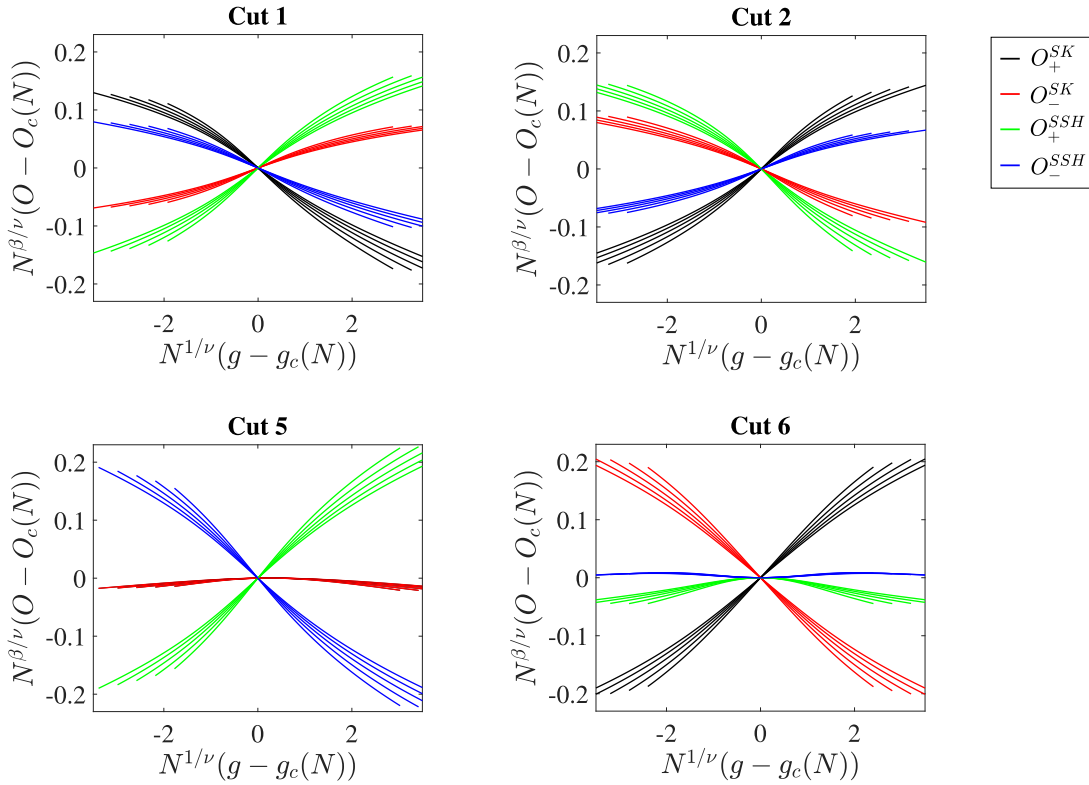 Cut 1
0.2
0.1
0
-0.1
-0.2
-2 0 2
N^{β/ν}(O − O_c(N))
N^{1/ν}(g − g_c(N))
Cut 2
0.2
0.1
0
-0.1
-0.2
-2 0 2
N^{β/ν}(O − O_c(N))
N^{1/ν}(g − g_c(N))
O_+^{SK}
O_-^{SK}
O_+^{SSH}
O_-^{SSH}
Cut 5
0.2
0.1
0
-0.1
-0.2
-2 0 2
N^{β/ν}(O − O_c(N))
N^{1/ν}(g − g_c(N))
Cut 6
0.2
0.1
0
-0.1
-0.2
-2 0 2
N^{β/ν}(O − O_c(N))
N^{1/ν}(g − g_c(N))